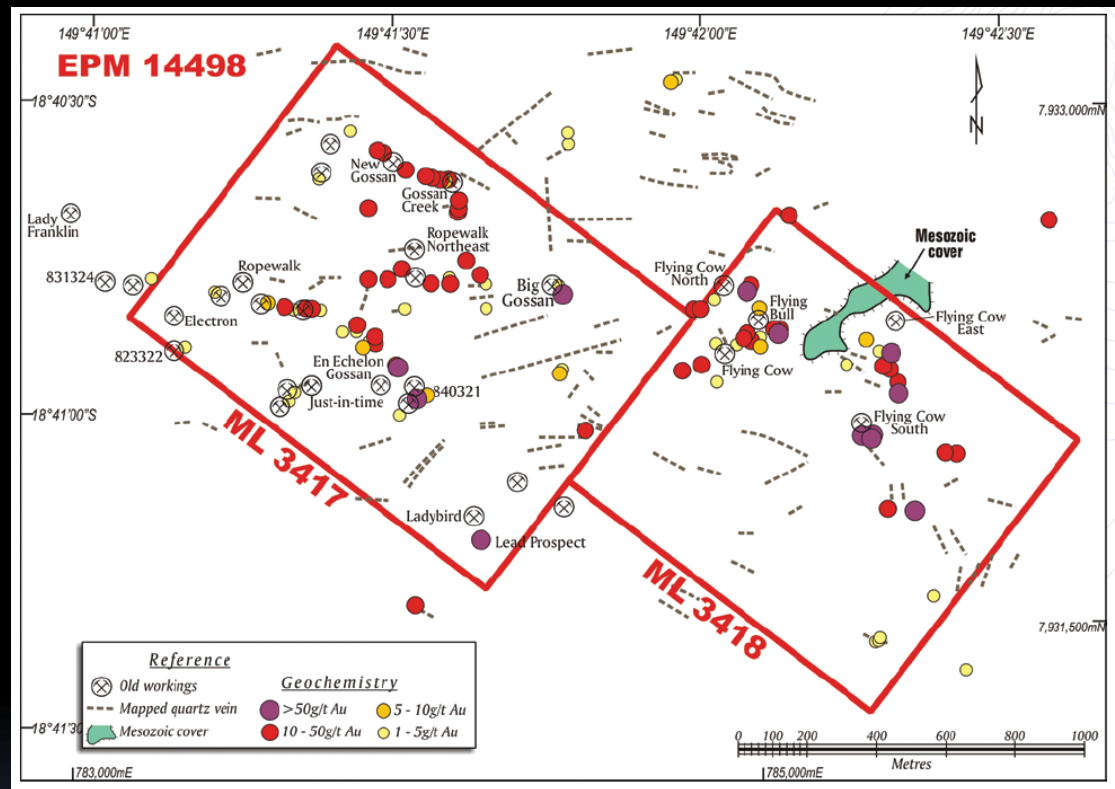 149°41'00"E
149°41'30"E
149°42'00"E
149°42'30"E
EPM 14498
18°40'30"S
7,933,000mN
N
New
Gossan
Gossan
Creek
Lady
Franklin
Ropewalk
Northeast
Mesozoic
cover
831324
Ropewalk
Big
Gossan
Flying Cow
North
Flying
Bull
Flying Cow
East
Electron
823322
En Echelon
Gossan
Flying Cow
Just-in-time
840321
18°41'00"S
Flying Cow
South
ML 3417
Ladybird
Lead Prospect
ML 3418
7,931,500mN
Reference
Old workings
Mapped quartz vein
Mesozoic cover
Geochemistry
>50g/t Au
5 - 10g/t Au
10 - 50g/t Au
1 - 5g/t Au
18°41'30"S
0 100 200 400 600 800 1000
Metres
783,000mE
785,000mE